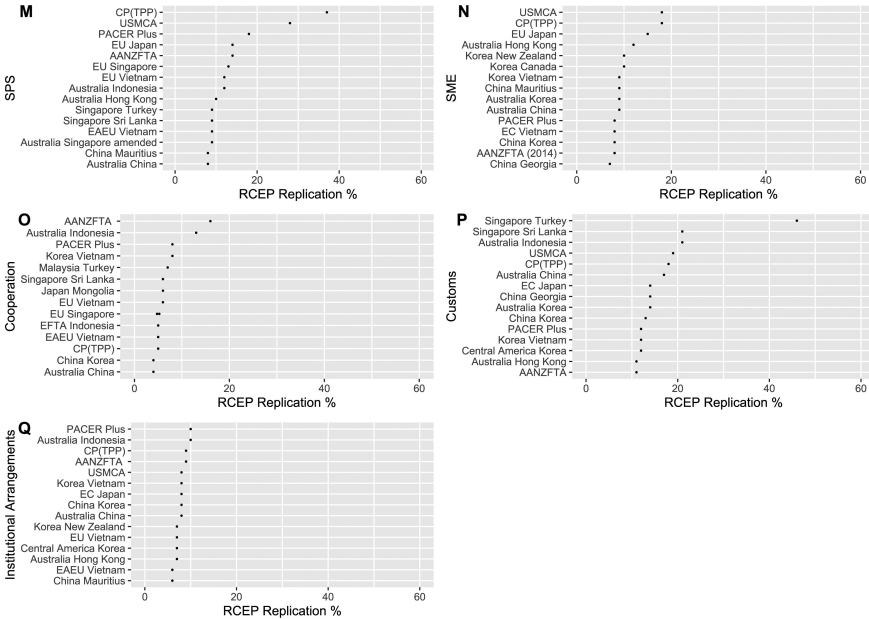 M
SPS
CP(TPP)
USMCA
PACER Plus
EU Japan
AANZFTA
EU Singapore
EU Vietnam
Australia Indonesia
Australia Hong Kong
Singapore Turkey
Singapore Sri Lanka
EAEU Vietnam
Australia Singapore amended
China Mauritius
Australia China
0 20 40 60
RCEP Replication %
N
SME
USMCA
CP(TPP)
EU Japan
Australia Hong Kong
Korea New Zealand
Korea Canada
Korea Vietnam
China Mauritius
Australia Korea
Australia China
PACER Plus
EC Vietnam
China Korea
AANZFTA (2014)
China Georgia
0 20 40 60
RCEP Replication %
O
Cooperation
AANZFTA
Australia Indonesia
PACER Plus
Korea Vietnam
Malaysia Turkey
Singapore Sri Lanka
Japan Mongolia
EU Vietnam
EU Singapore
EFTA Indonesia
EAEU Vietnam
CP(TPP)
China Korea
Australia China
0 20 40 60
RCEP Replication %
P
Customs
Singapore Turkey
Singapore Sri Lanka
Australia Indonesia
USMCA
CP(TPP)
Australia China
EC Japan
China Georgia
Australia Korea
China Korea
PACER Plus
Korea Vietnam
Central America Korea
Australia Hong Kong
AANZFTA
0 20 40 60
RCEP Replication %
Q
Institutional Arrangements
PACER Plus
Australia Indonesia
CP(TPP)
AANZFTA
USMCA
Korea Vietnam
EC Japan
China Korea
Australia China
Korea New Zealand
EU Vietnam
Central America Korea
Australia Hong Kong
EAEU Vietnam
China Mauritius
0 20 40 60
RCEP Replication %